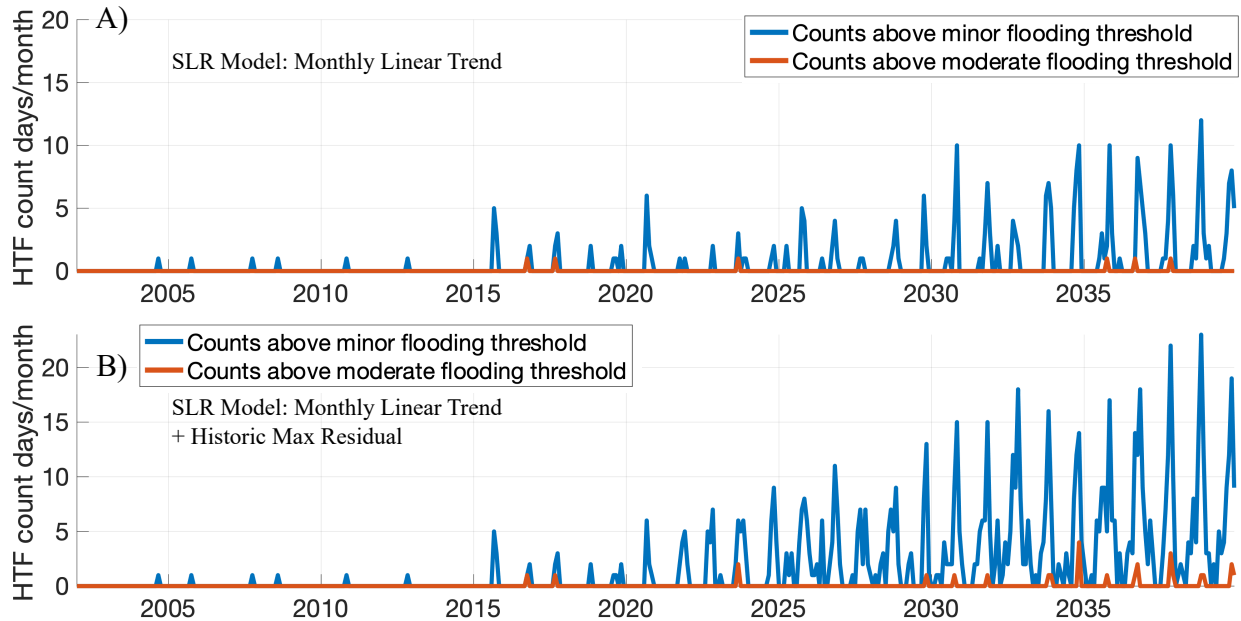 A)
20
15
10
5
0
HTF count days/month
SLR Model: Monthly Linear Trend
Counts above minor flooding threshold
Counts above moderate flooding threshold
2005 2010 2015 2020 2025 2030 2035
B)
20
15
10
5
0
HTF count days/month
Counts above minor flooding threshold
Counts above moderate flooding threshold
SLR Model: Monthly Linear Trend
+ Historic Max Residual
2005 2010 2015 2020 2025 2030 2035